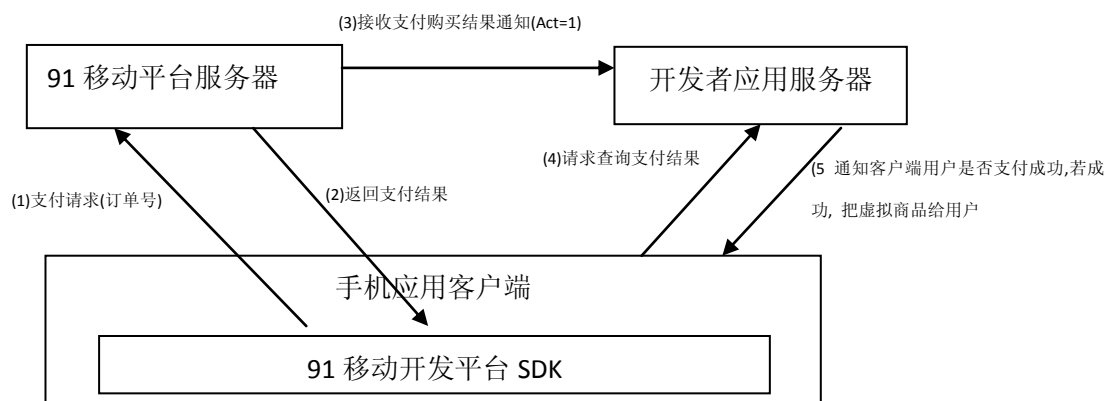 (3)接收支付购买结果通知(Act=1)
91 移动平台服务器
开发者应用服务器
(4)请求查询支付结果
(5 通知客户端用户是否支付成功,若成
功, 把虚拟商品给用户
(1)支付请求(订单号)
(2)返回支付结果
手机应用客户端
91 移动开发平台 SDK